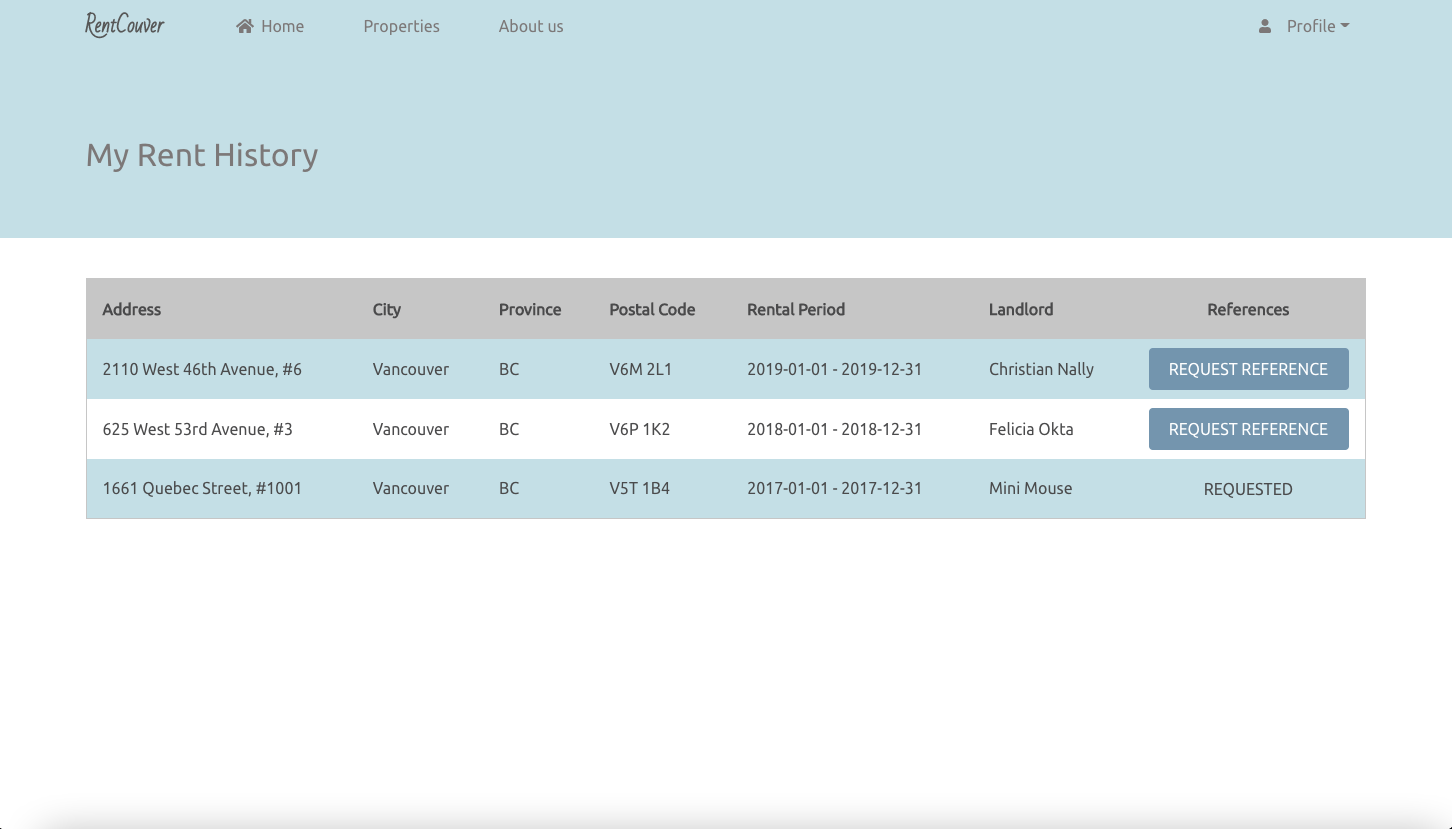 RentCouver Home Properties About us Profile
My Rent History
Address City Province Postal Code Rental Period Landlord References
2110 West 46th Avenue, #6 Vancouver BC V6M 2L1 2019-01-01 - 2019-12-31 Christian Nally REQUEST REFERENCE
625 West 53rd Avenue, #3 Vancouver BC V6P 1K2 2018-01-01 - 2018-12-31 Felicia Okta REQUEST REFERENCE
1661 Quebec Street, #1001 Vancouver BC V5T 1B4 2017-01-01 - 2017-12-31 Mini Mouse REQUESTED